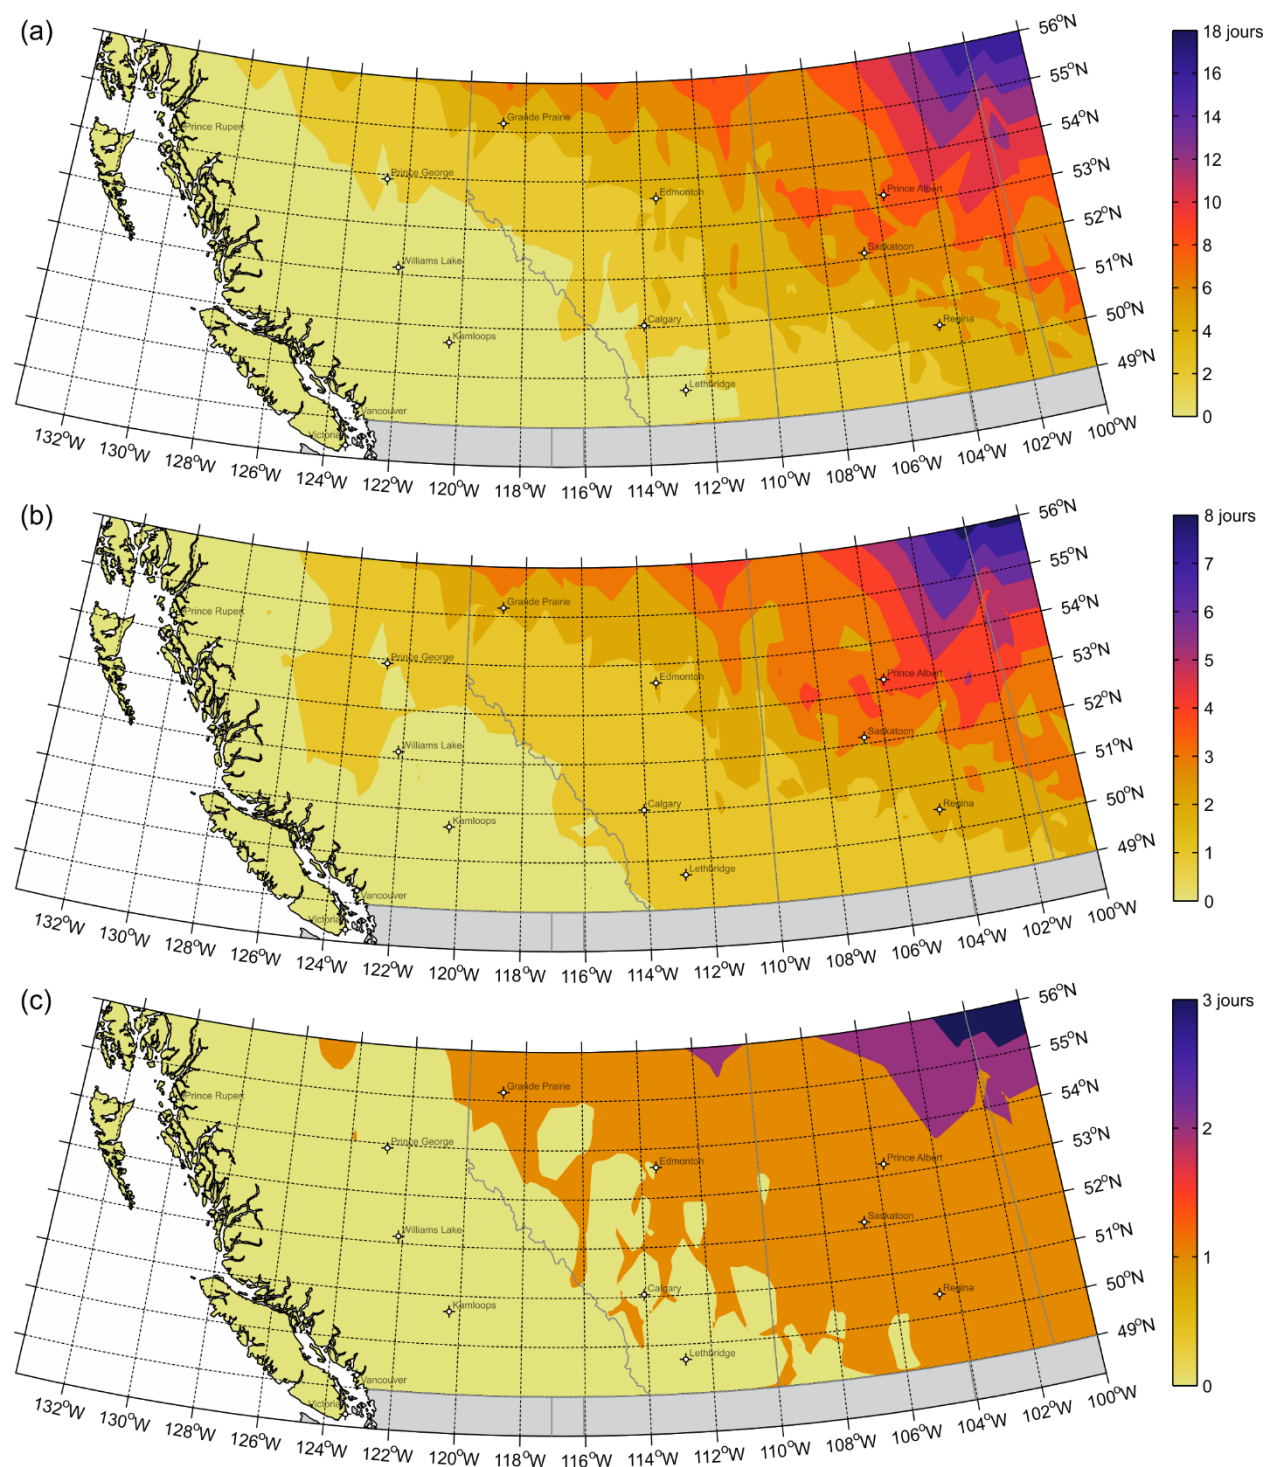 (a)
Prince Rupert
Grande Prairie
Prince George
Edmonton
Prince Albert
Williams Lake
Saskatoon
Calgary
Regina
Kamloops
Lethbridge
Vancouver
Victoria
56°N
55°N
54°N
53°N
52°N
51°N
50°N
49°N
132°W
130°W
128°W
126°W
124°W
122°W
120°W
118°W
116°W
114°W
112°W
110°W
108°W
106°W
104°W
102°W
100°W
18 jours
16
14
12
10
8
6
4
2
0
(b)
Prince Rupert
Grande Prairie
Prince George
Edmonton
Prince Albert
Williams Lake
Saskatoon
Calgary
Regina
Kamloops
Lethbridge
Vancouver
Victoria
56°N
55°N
54°N
53°N
52°N
51°N
50°N
49°N
132°W
130°W
128°W
126°W
124°W
122°W
120°W
118°W
116°W
114°W
112°W
110°W
108°W
106°W
104°W
102°W
100°W
8 jours
7
6
5
4
3
2
1
0
(c)
Prince Rupert
Grande Prairie
Prince George
Edmonton
Prince Albert
Williams Lake
Saskatoon
Calgary
Regina
Kamloops
Lethbridge
Vancouver
Victoria
56°N
55°N
54°N
53°N
52°N
51°N
50°N
49°N
132°W
130°W
128°W
126°W
124°W
122°W
120°W
118°W
116°W
114°W
112°W
110°W
108°W
106°W
104°W
102°W
100°W
3 jours
2
1
0